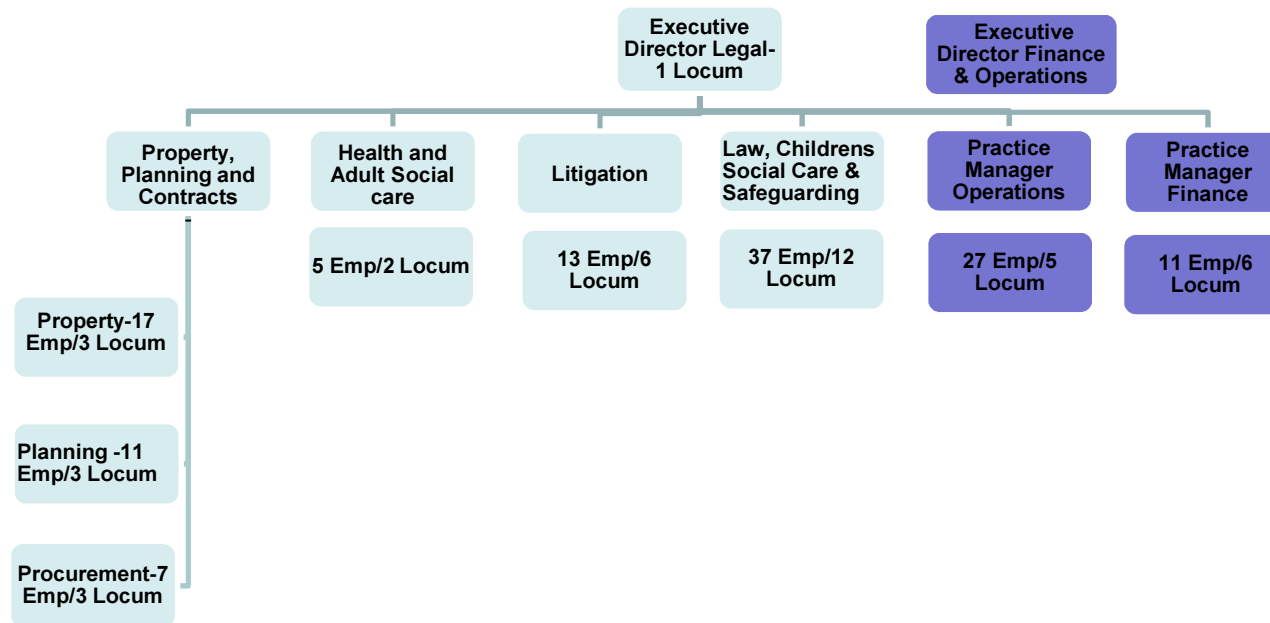 Executive
Director Legal-
1 Locum
Executive
Director Finance
& Operations
Property,
Planning and
Contracts
Health and
Adult Social
care
Litigation
Law, Childrens
Social Care &
Safeguarding
Practice
Manager
Operations
Practice
Manager
Finance
5 Emp/2 Locum
13 Emp/6
Locum
37 Emp/12
Locum
27 Emp/5
Locum
11 Emp/6
Locum
Property-17
Emp/3 Locum
Planning -11
Emp/3 Locum
Procurement-7
Emp/3 Locum